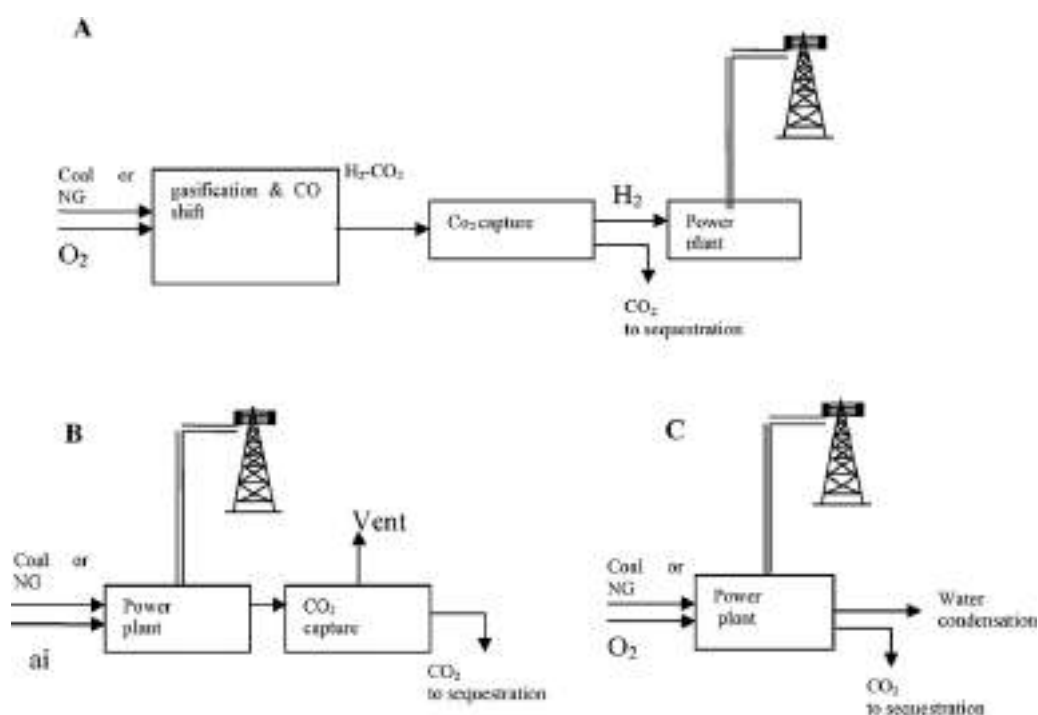 A
Coal or
NG
O₂
gasification & CO
shift
H₂-CO₂
Co₂ capture
H₂
Power
plant
CO₂
to sequestration
B
Coal or
NG
ai
Power
plant
Vent
CO₂
capture
CO₂
to sequestration
C
Coal or
NG
O₂
Power
plant
Water
condensation
CO₂
to sequestration